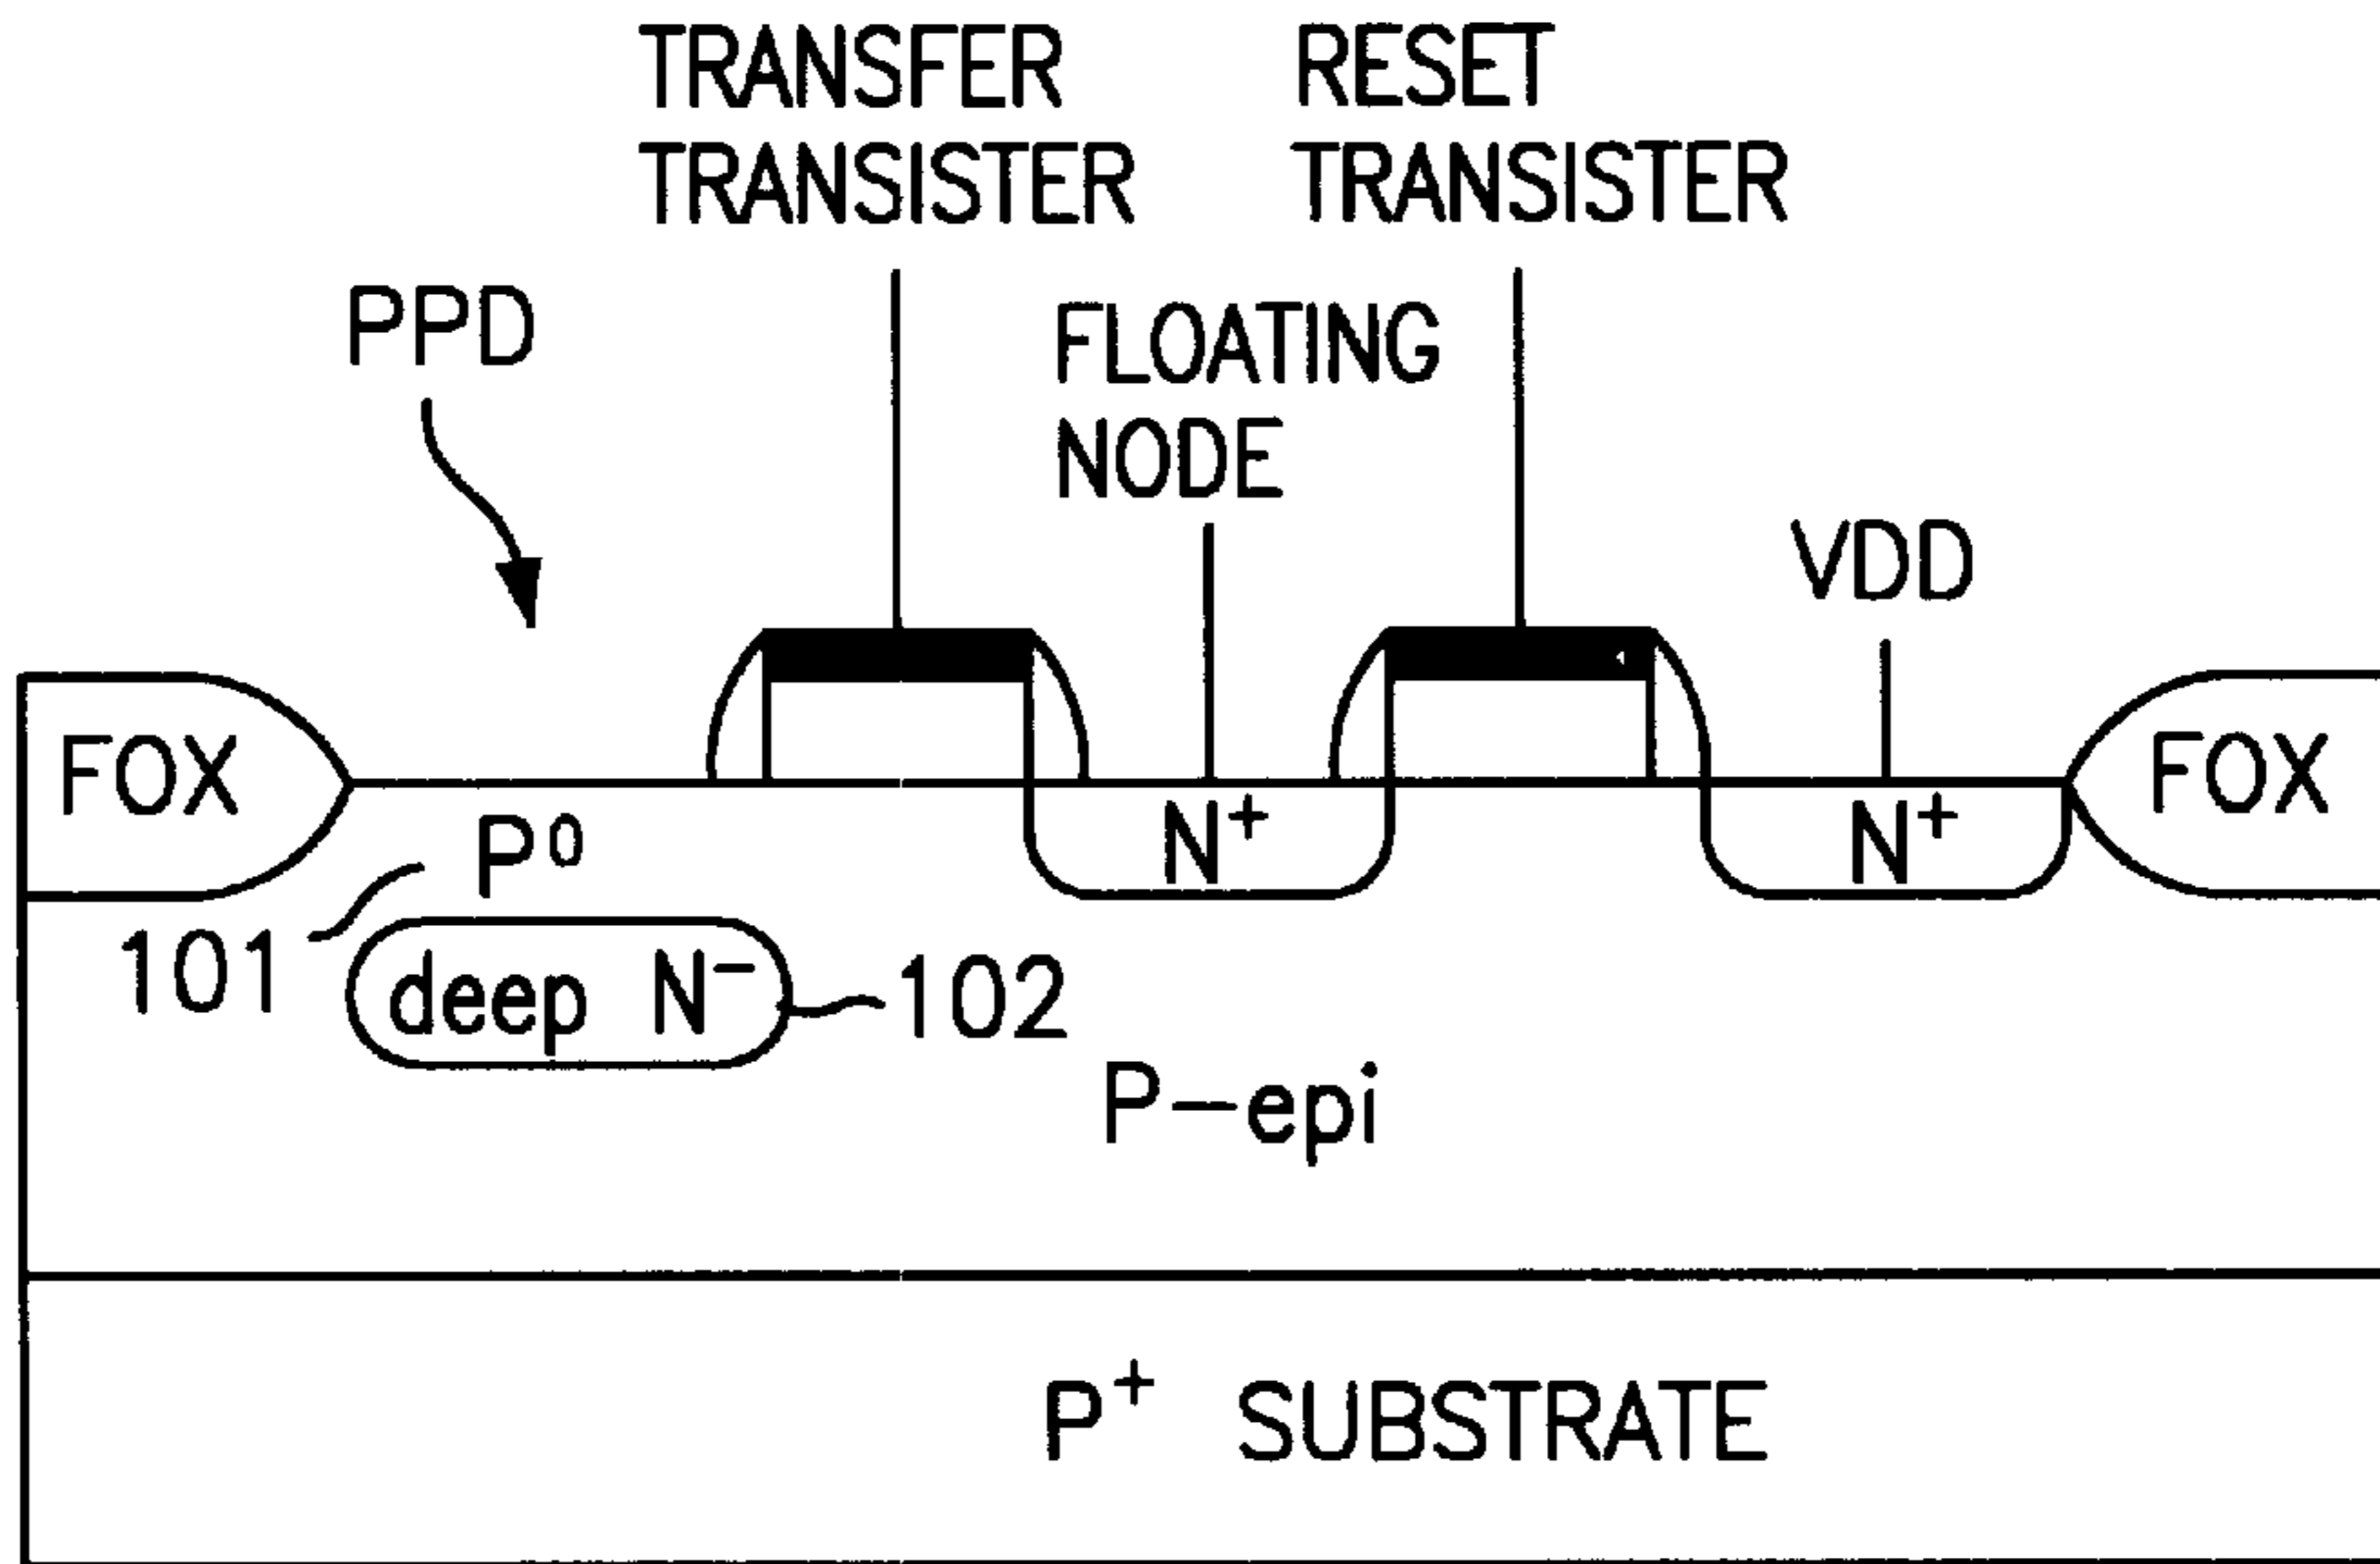 TRANSFER
TRANSISTER
RESET
TRANSISTER
PPD
FLOATING
NODE
VDD
FOX
P⁰
N⁺
N⁺
FOX
101
deep N⁻
102
P-epi
P⁺ SUBSTRATE